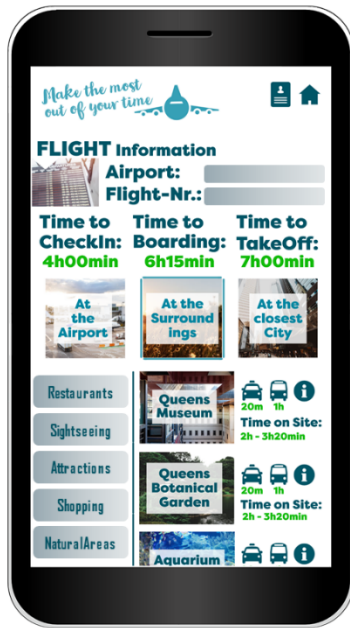 Make the most
out of your time
FLIGHT Information
Airport:
Flight-Nr.:
Time to
CheckIn:
4h00min
Time to
Boarding:
6h15min
Time to
TakeOff:
7h00min
At
the
Airport
At the
Surround
ings
At the
closest
City
Restaurants
Sightseeing
Attractions
Shopping
NaturalAreas
Queens
Museum
20m 1h
Time on Site:
2h - 3h20min
Queens
Botanical
Garden
20m 1h
Time on Site:
2h - 3h20min
Aquarium